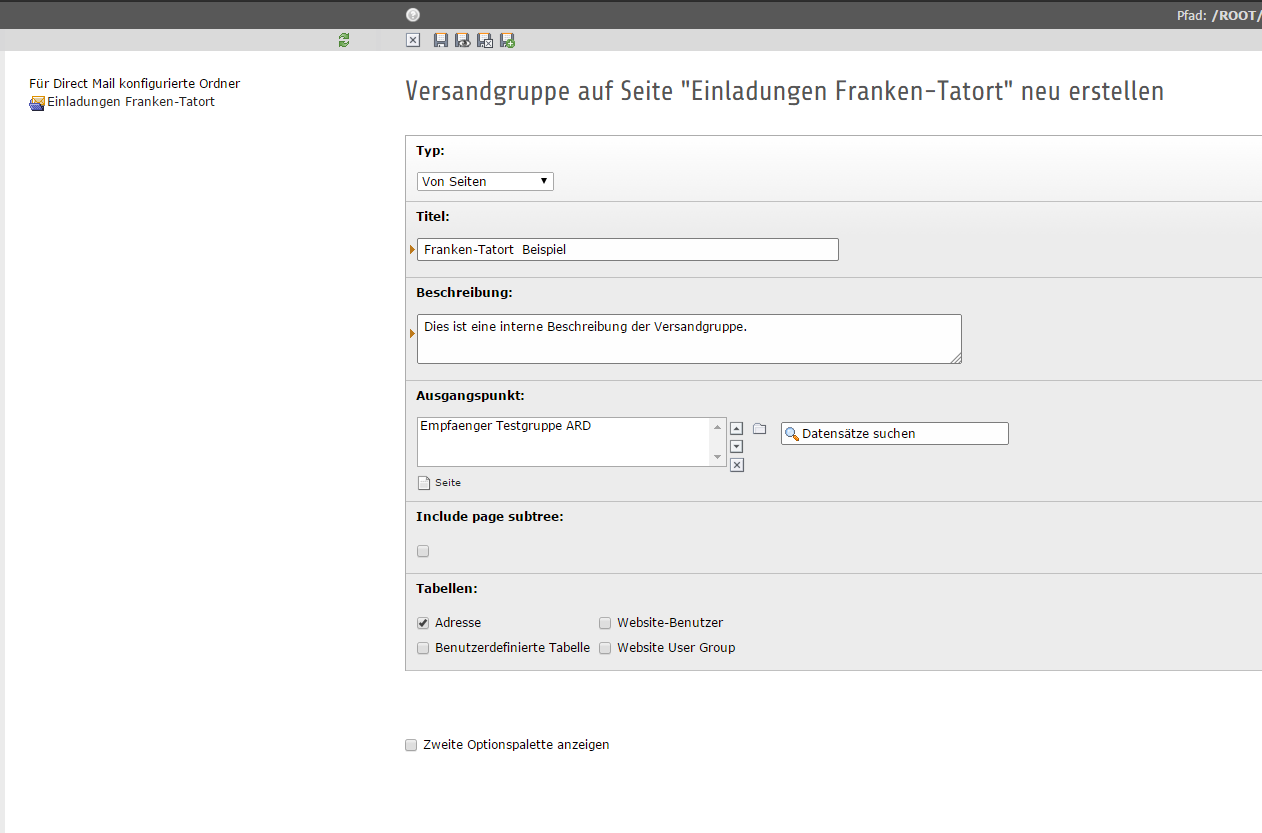 Pfad: /ROOT/
Für Direct Mail konfigurierte Ordner
Einladungen Franken-Tatort
Versandgruppe auf Seite "Einladungen Franken-Tatort" neu erstellen
Typ:
Von Seiten
Titel:
Franken-Tatort  Beispiel
Beschreibung:
Dies ist eine interne Beschreibung der Versandgruppe.
Ausgangspunkt:
Empfaenger Testgruppe ARD
Datensätze suchen
Seite
Include page subtree:
Tabellen:
Adresse Website-Benutzer
Benutzerdefinierte Tabelle Website User Group
Zweite Optionspalette anzeigen